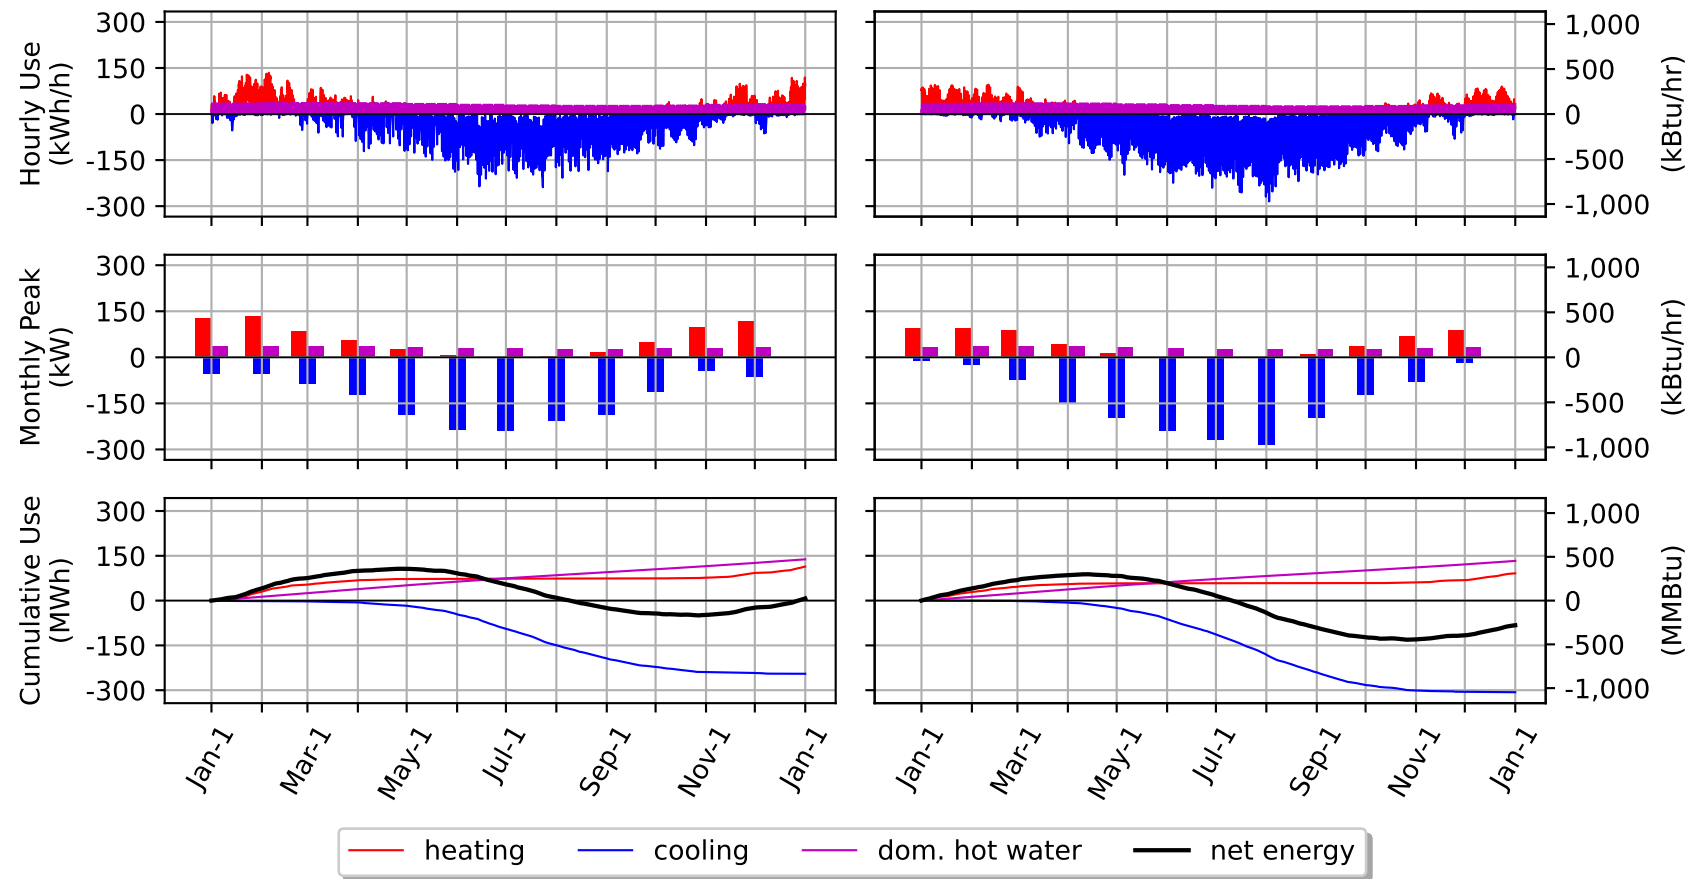 Hourly Use
(kWh/h)
300
150
0
-150
-300
1,000
500
0
-500
-1,000
(kBtu/hr)
Monthly Peak
(kW)
300
150
0
-150
-300
1,000
500
0
-500
-1,000
(kBtu/hr)
Cumulative Use
(MWh)
300
150
0
-150
-300
1,000
500
0
-500
-1,000
(MMBtu)
Jan-1 Mar-1 May-1 Jul-1 Sep-1 Nov-1 Jan-1
Jan-1 Mar-1 May-1 Jul-1 Sep-1 Nov-1 Jan-1
heating cooling dom. hot water net energy